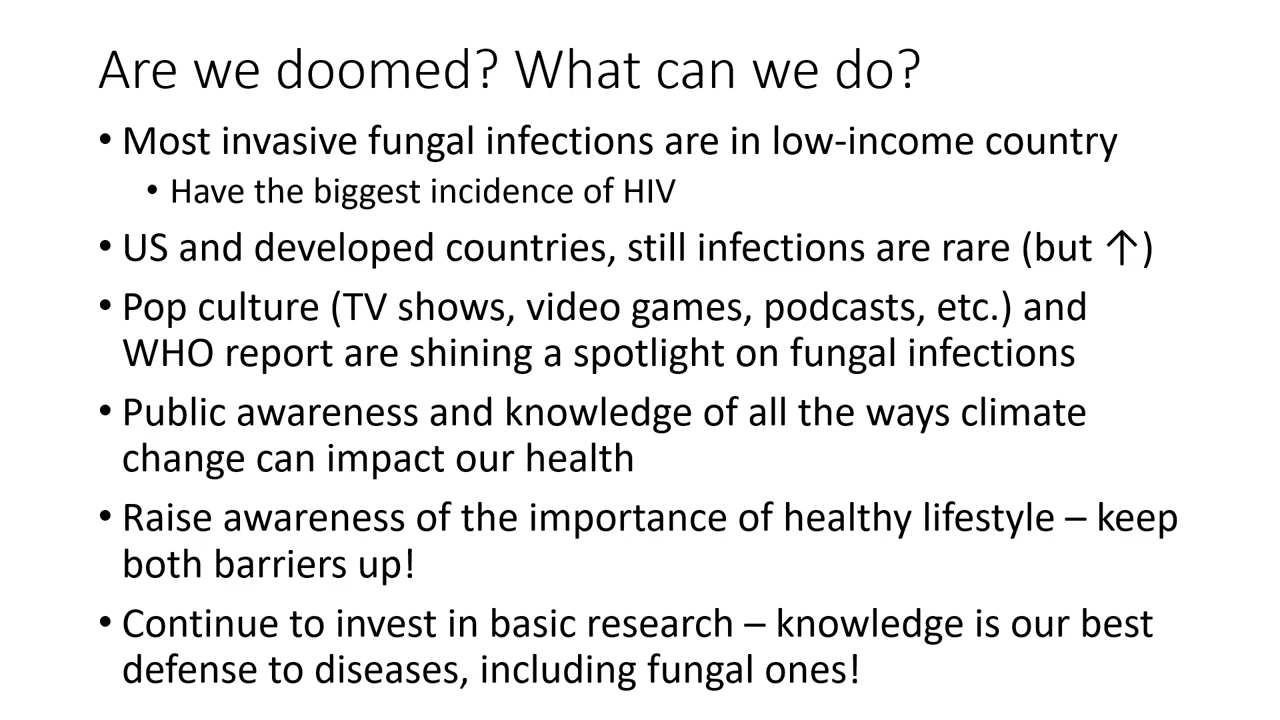 Are we doomed? What can we do?
• Most invasive fungal infections are in low-income country
• Have the biggest incidence of HIV
• US and developed countries, still infections are rare (but ↑)
• Pop culture (TV shows, video games, podcasts, etc.) and
WHO report are shining a spotlight on fungal infections
• Public awareness and knowledge of all the ways climate
change can impact our health
• Raise awareness of the importance of healthy lifestyle – keep
both barriers up!
• Continue to invest in basic research – knowledge is our best
defense to diseases, including fungal ones!